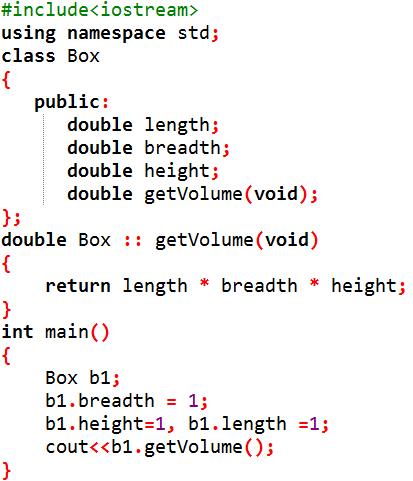 #include<iostream>
using namespace std;
class Box
{
   public:
      double length;
      double breadth;
      double height;
      double getVolume(void);
};
double Box :: getVolume(void)
{
    return length * breadth * height;
}
int main()
{
    Box b1;
    b1.breadth = 1;
    b1.height=1, b1.length =1;
    cout<<b1.getVolume();
}